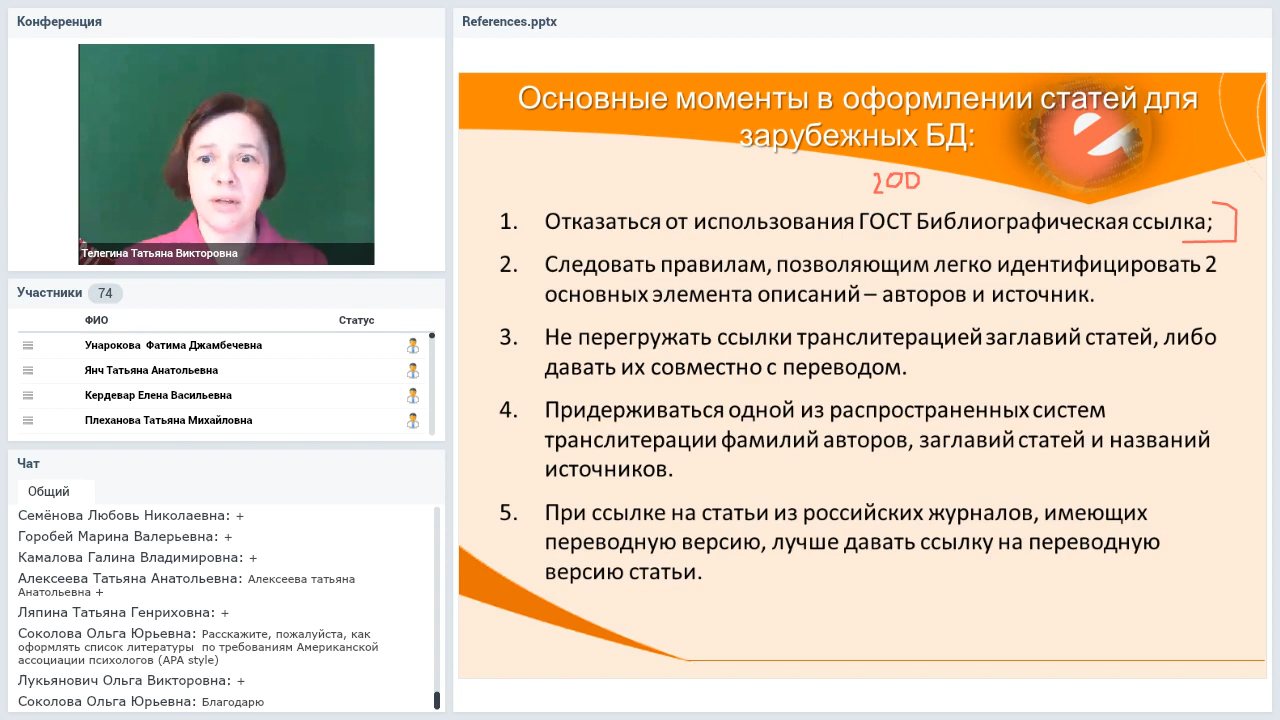 Конференция
Телегина Татьяна Викторовна
Участники 74
ФИО Статус
Унарокова Фатима Джамбечевна
Янч Татьяна Анатольевна
Кердевар Елена Васильевна
Плеханова Татьяна Михайловна
Чат
Общий
Семёнова Любовь Николаевна: +
Горобей Марина Валерьевна: +
Камалова Галина Владимировна: +
Алексеева Татьяна Анатольевна: Алексеева татьяна
Анатольевна +
Ляпина Татьяна Генриховна: +
Соколова Ольга Юрьевна: Расскажите, пожалуйста, как
оформлять список литературы по требованиям Американской
ассоциации психологов (APA style)
Лукьянович Ольга Викторовна: +
Соколова Ольга Юрьевна: Благодарю
References.pptx
Основные моменты в оформлении статей для
зарубежных БД:
200
1. Отказаться от использования ГОСТ Библиографическая ссылка;
2. Следовать правилам, позволяющим легко идентифицировать 2
основных элемента описаний – авторов и источник.
3. Не перегружать ссылки транслитерацией заглавий статей, либо
давать их совместно с переводом.
4. Придерживаться одной из распространенных систем
транслитерации фамилий авторов, заглавий статей и названий
источников.
5. При ссылке на статьи из российских журналов, имеющих
переводную версию, лучше давать ссылку на переводную
версию статьи.